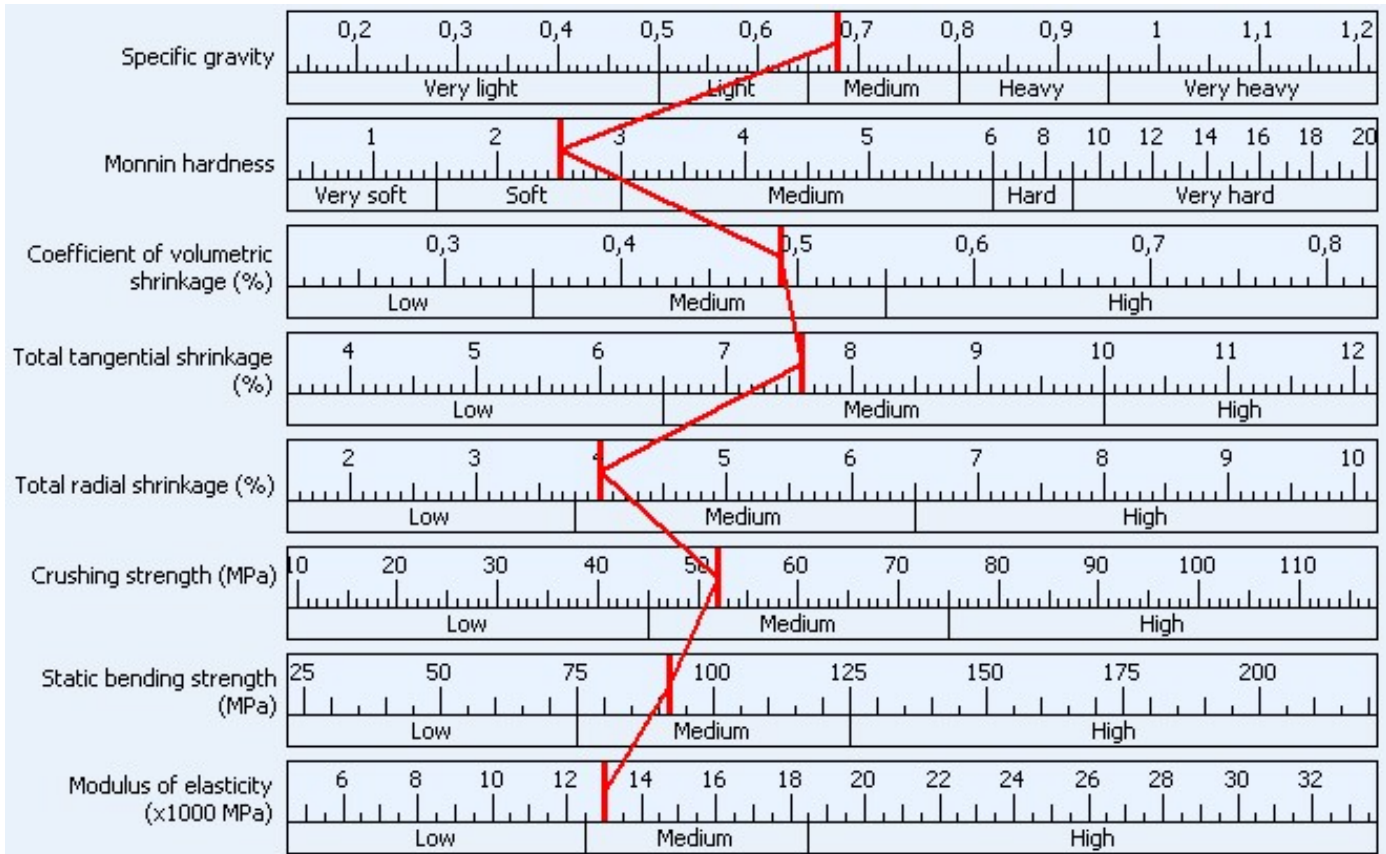 0,2 0,3 0,4 0,5 0,6 0,7 0,8 0,9 1 1,1 1,2
Specific gravity
Very light Light Medium Heavy Very heavy
1 2 3 4 5 6 8 10 12 14 16 18 20
Monnin hardness
Very soft Soft Medium Hard Very hard
0,3 0,4 0,5 0,6 0,7 0,8
Coefficient of volumetric
shrinkage (%)
Low Medium High
4 5 6 7 8 9 10 11 12
Total tangential shrinkage
(%)
Low Medium High
2 3 4 5 6 7 8 9 10
Total radial shrinkage (%)
Low Medium High
10 20 30 40 50 60 70 80 90 100 110
Crushing strength (MPa)
Low Medium High
25 50 75 100 125 150 175 200
Static bending strength
(MPa)
Low Medium High
6 8 10 12 14 16 18 20 22 24 26 28 30 32
Modulus of elasticity
(x1000 MPa)
Low Medium High